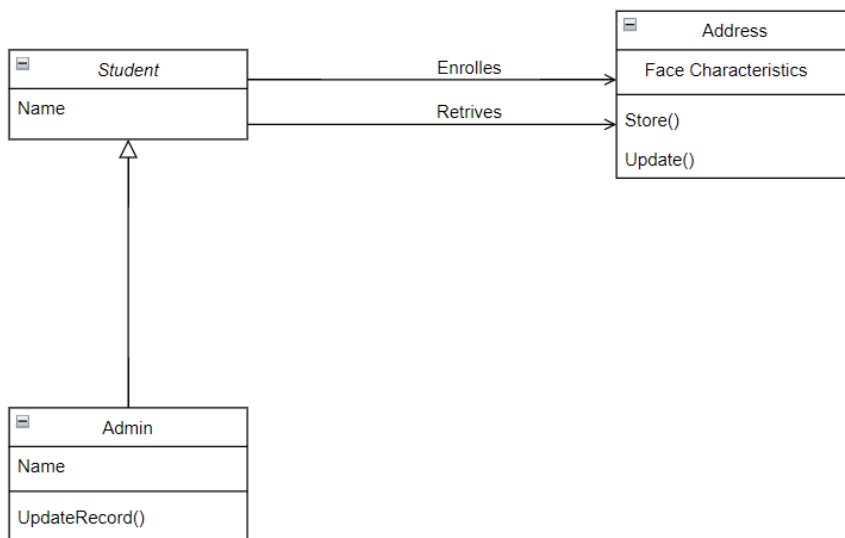 Address
Student
Enrolles
Face Characteristics
Name
Retrives
Store()
Update()
Admin
Name
UpdateRecord()